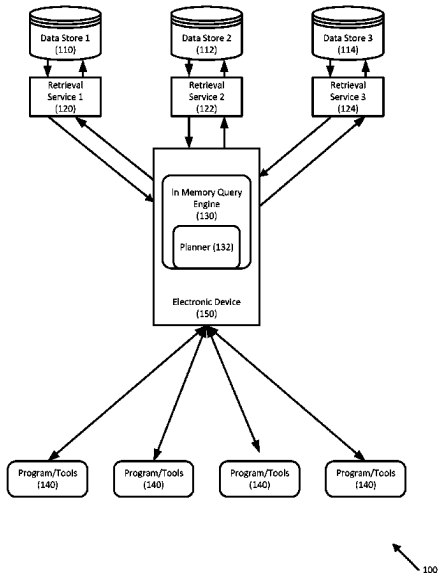 Data Store 1
(110)
Data Store 2
(112)
Data Store 3
(114)
Retrieval
Service 1
(120)
Retrieval
Service 2
(122)
Retrieval
Service 3
(124)
In Memory Query
Engine
(130)
Planner (132)
Electronic Device
(150)
Program/Tools
(140)
Program/Tools
(140)
Program/Tools
(140)
Program/Tools
(140)
100